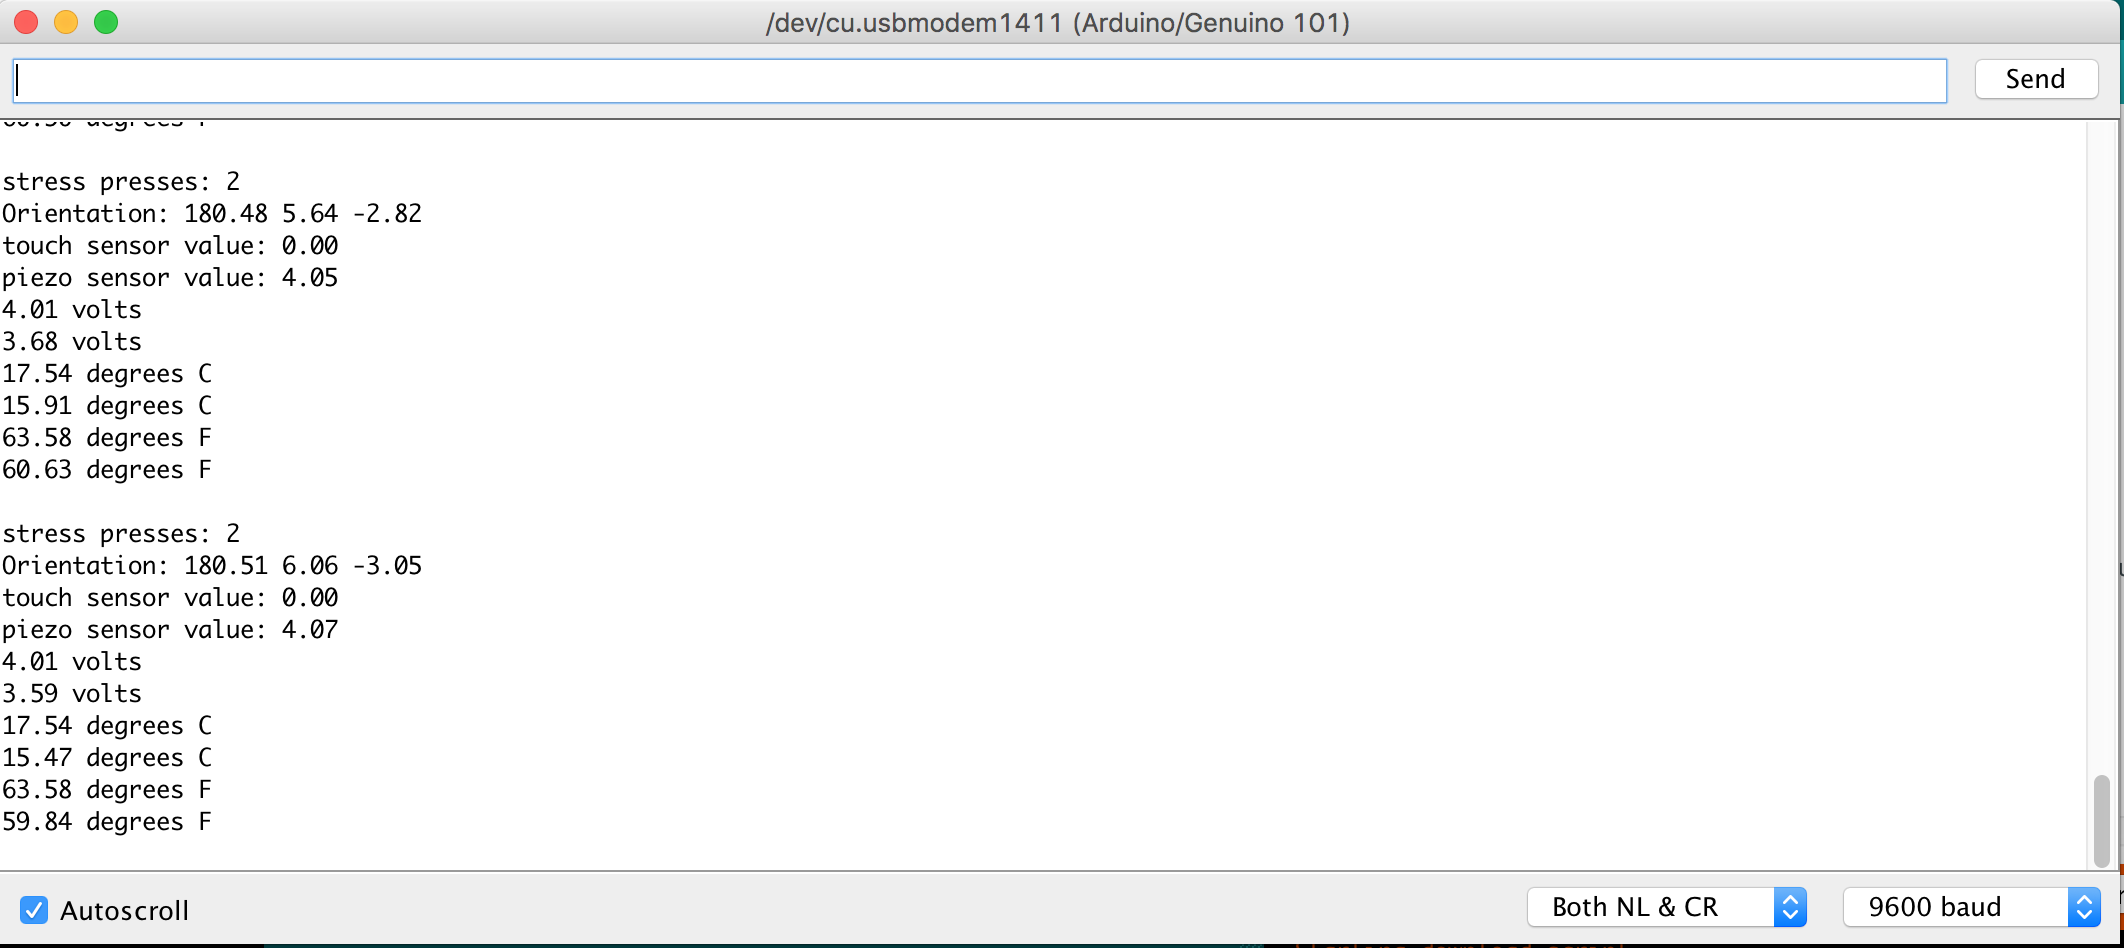 /dev/cu.usbmodem1411 (Arduino/Genuino 101)
Send
stress presses: 2
Orientation: 180.48 5.64 -2.82
touch sensor value: 0.00
piezo sensor value: 4.05
4.01 volts
3.68 volts
17.54 degrees C
15.91 degrees C
63.58 degrees F
60.63 degrees F
stress presses: 2
Orientation: 180.51 6.06 -3.05
touch sensor value: 0.00
piezo sensor value: 4.07
4.01 volts
3.59 volts
17.54 degrees C
15.47 degrees C
63.58 degrees F
59.84 degrees F
Autoscroll
Both NL & CR
9600 baud